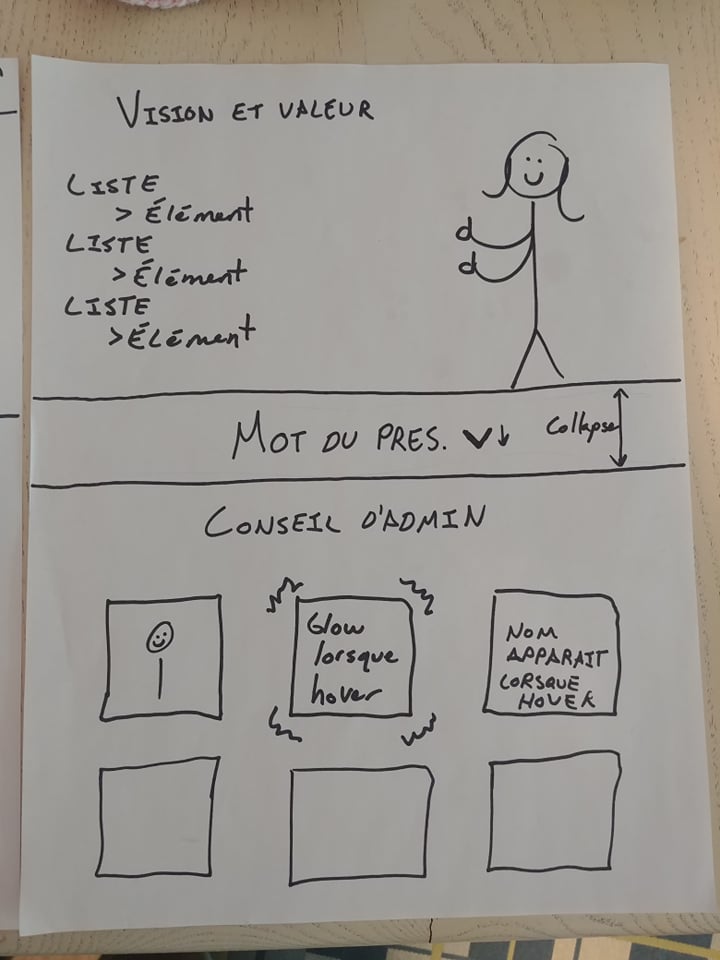 VISION ET VALEUR
LISTE
> Élément
LISTE
> Élément
LISTE
> Élément
MOT DU PRES.
Collapse
CONSEIL D'ADMIN
Glow
lorsque
hover
NOM
APPARAIT
LORSQUE
HOVER